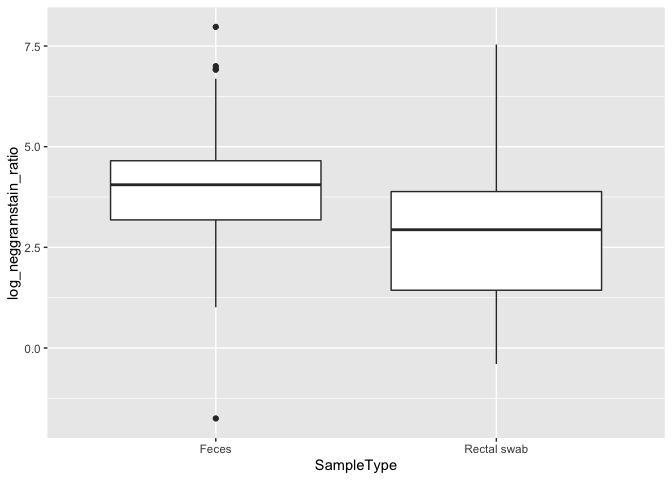 7.5
5.0
2.5
0.0
log_neggramstain_ratio
Feces
Rectal swab
SampleType